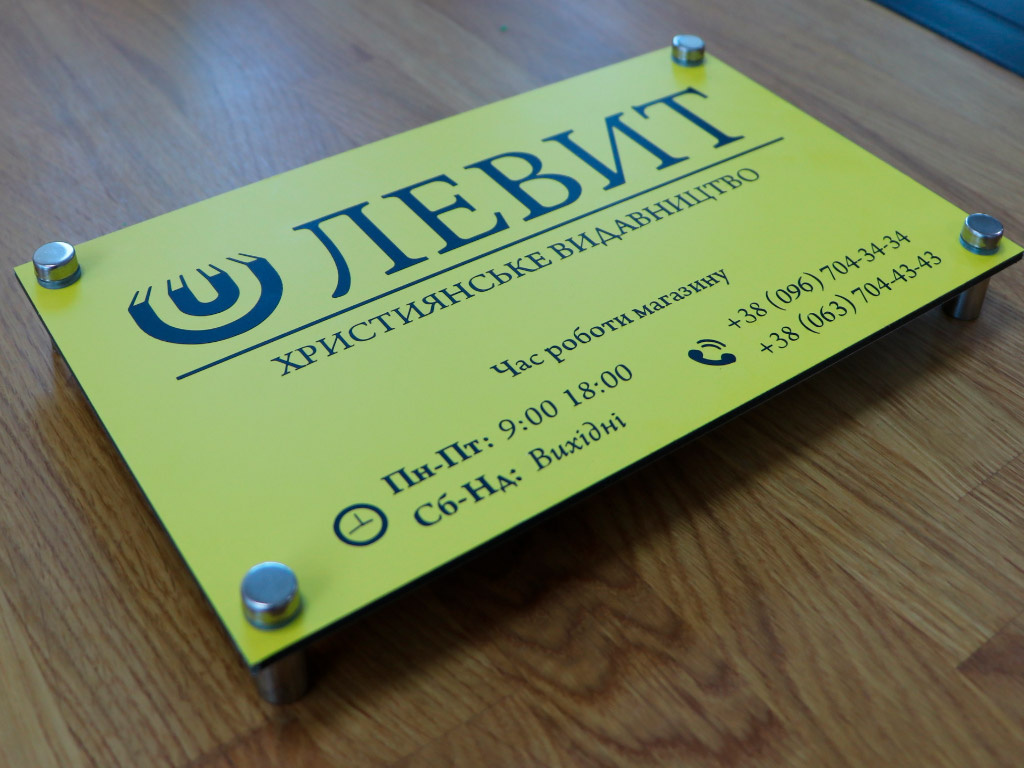 ЛЕВИТ
ХРИСТИЯНСЬКЕ ВИДАВНИЦТВО
Час роботи магазину
Пн-Пт: 9:00 18:00
Сб-Нд: Вихідні
+38 (096) 704-34-34
+38 (063) 704-43-43